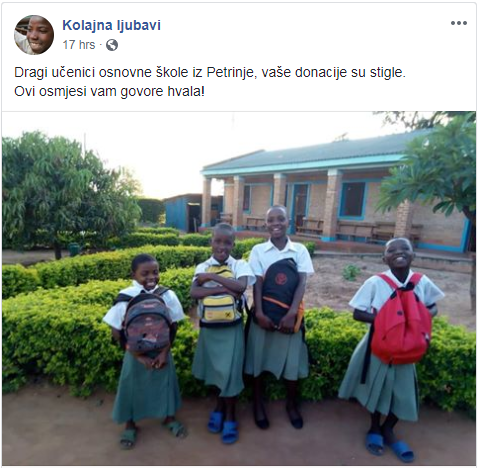 Kolajna ljubavi
17 hrs ·
Dragi učenici osnovne škole iz Petrinje, vaše donacije su stigle.
Ovi osmjesi vam govore hvala!